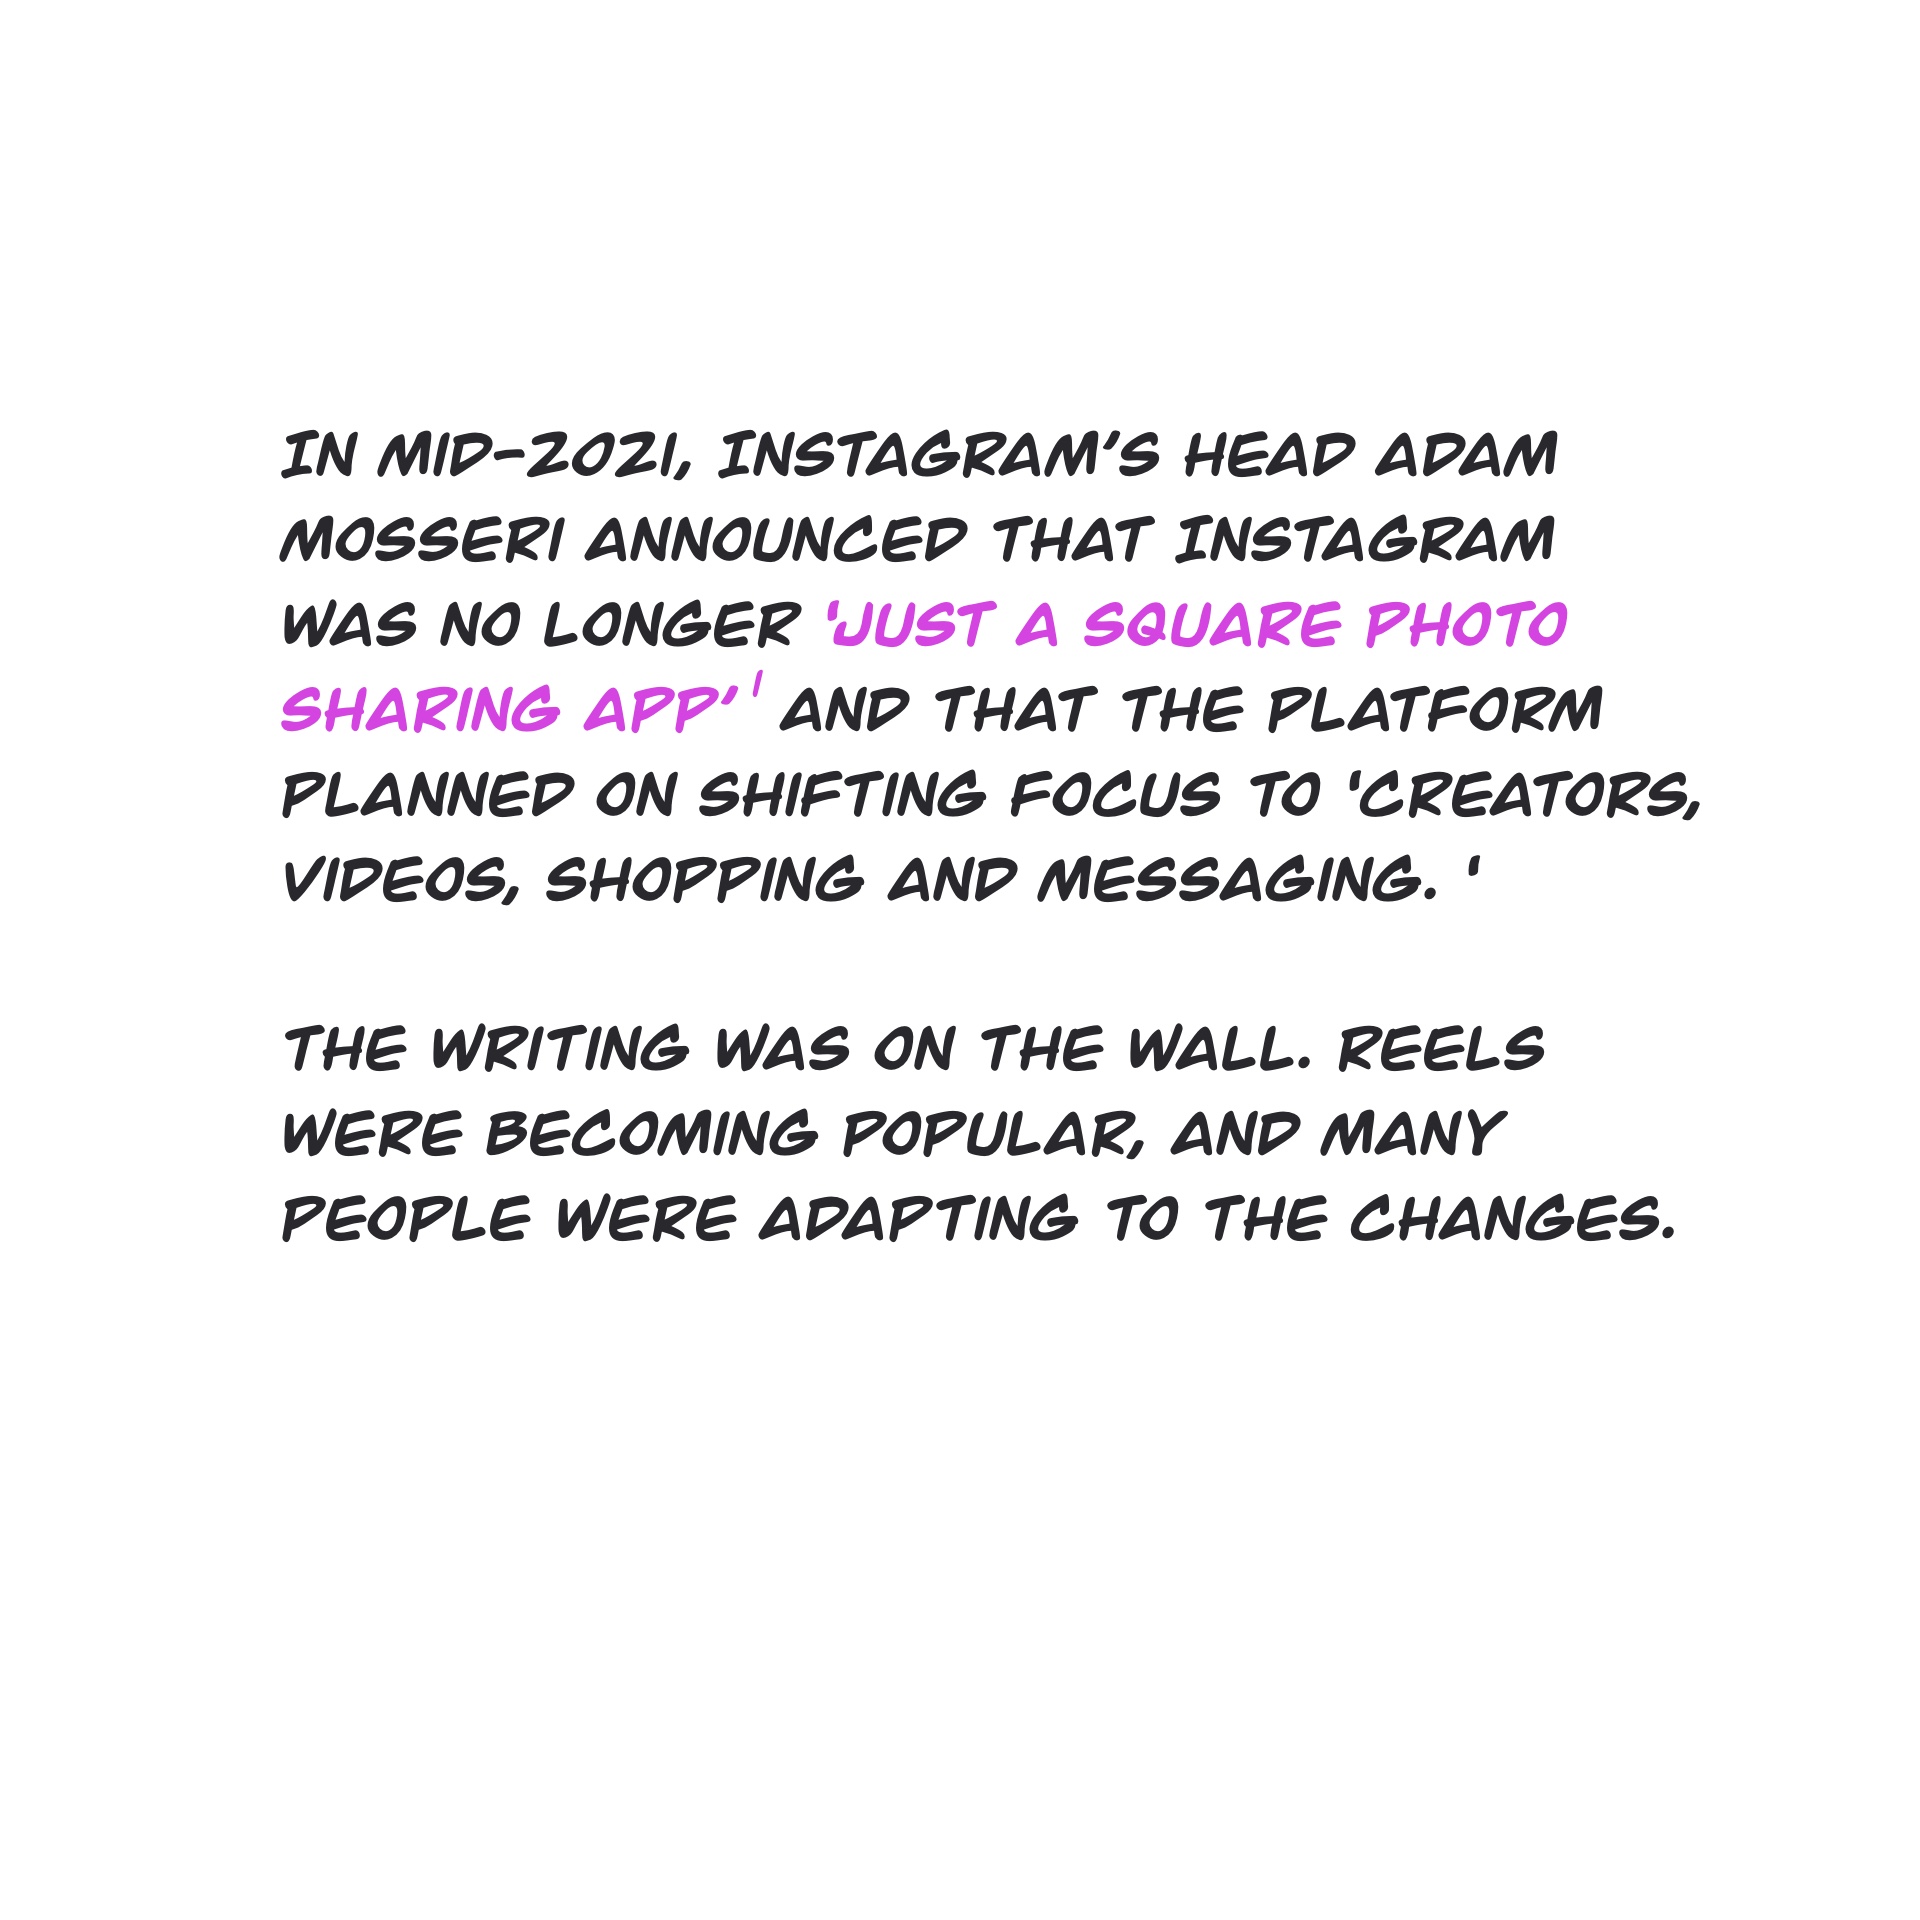 IN MID-2021, INSTAGRAM'S HEAD ADAM
MOSSERI ANNOUNCED THAT INSTAGRAM
WAS NO LONGER ‘JUST A SQUARE PHOTO
SHARING APP’' AND THAT THE PLATFORM
PLANNED ON SHIFTING FOCUS TO ‘CREATORS,
VIDEOS, SHOPPING AND MESSAGING. ‘
THE WRITING WAS ON THE WALL. REELS
WERE BECOMING POPULAR, AND MANY
PEOPLE WERE ADAPTING TO THE CHANGES.